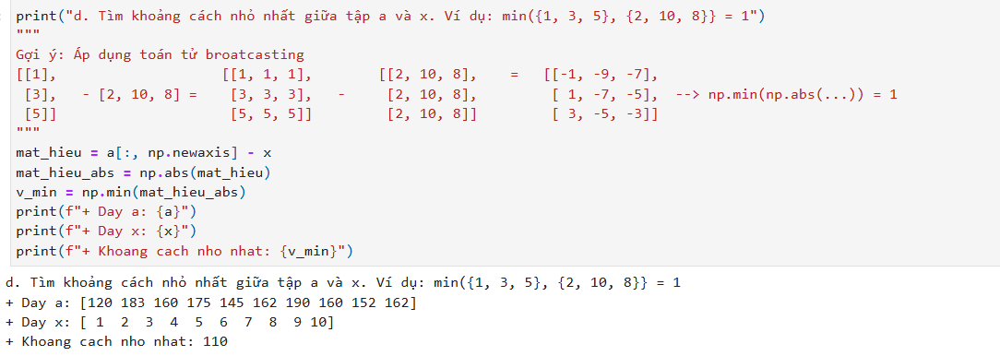 print("d. Tìm khoảng cách nhỏ nhất giữa tập a và x. Ví dụ: min({1, 3, 5}, {2, 10, 8}} = 1")
"""
Gợi ý: Áp dụng toán tử broatcasting
[[1],                    [[1, 1, 1],        [[2, 10, 8],    =   [[-1, -9, -7],
 [3],   - [2, 10, 8] =    [3, 3, 3],   -     [2, 10, 8],         [ 1, -7, -5],  --> np.min(np.abs(...)) = 1
 [5]]                     [5, 5, 5]]         [2, 10, 8]]         [ 3, -5, -3]]
"""
mat_hieu = a[:, np.newaxis] - x
mat_hieu_abs = np.abs(mat_hieu)
v_min = np.min(mat_hieu_abs)
print(f"+ Day a: {a}")
print(f"+ Day x: {x}")
print(f"+ Khoang cach nho nhat: {v_min}")
d. Tìm khoảng cách nhỏ nhất giữa tập a và x. Ví dụ: min({1, 3, 5}, {2, 10, 8}} = 1
+ Day a: [120 183 160 175 145 162 190 160 152 162]
+ Day x: [ 1  2  3  4  5  6  7  8  9 10]
+ Khoang cach nho nhat: 110